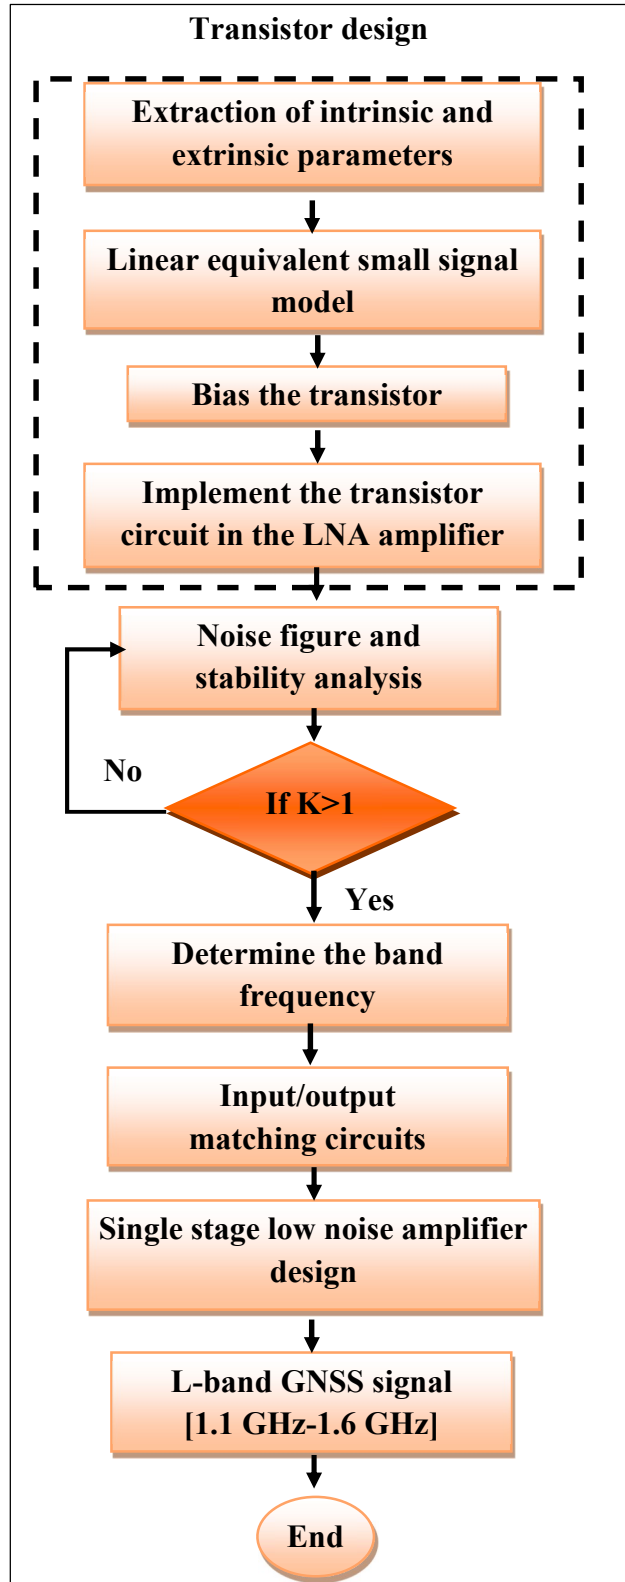 Transistor design
Extraction of intrinsic and
extrinsic parameters
Linear equivalent small signal
model
Bias the transistor
Implement the transistor
circuit in the LNA amplifier
Noise figure and
stability analysis
No
If K>1
Yes
Determine the band
frequency
Input/output
matching circuits
Single stage low noise amplifier
design
L-band GNSS signal
[1.1 GHz-1.6 GHz]
End